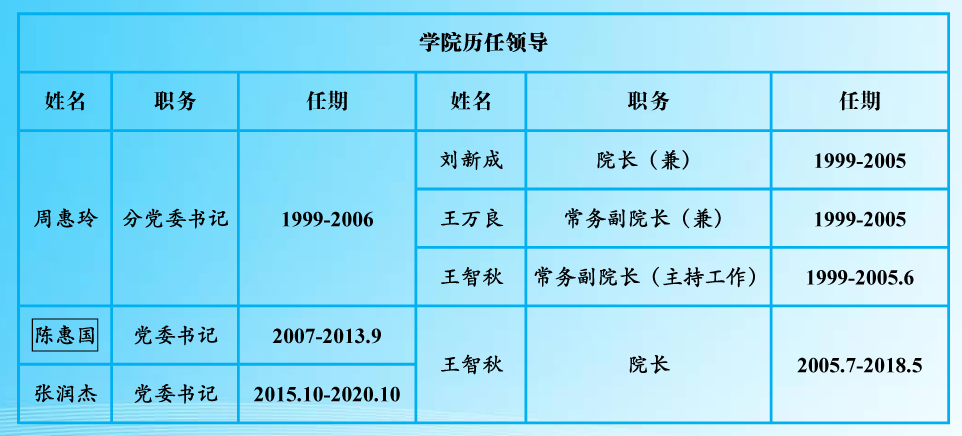 学院历任领导
姓名 职务 任期 姓名 职务 任期
周惠玲 分党委书记 1999-2006 刘新成 院长（兼） 1999-2005
王万良 常务副院长（兼） 1999-2005
王智秋 常务副院长（主持工作） 1999-2005.6
陈惠国 党委书记 2007-2013.9 王智秋 院长 2005.7-2018.5
张润杰 党委书记 2015.10-2020.10